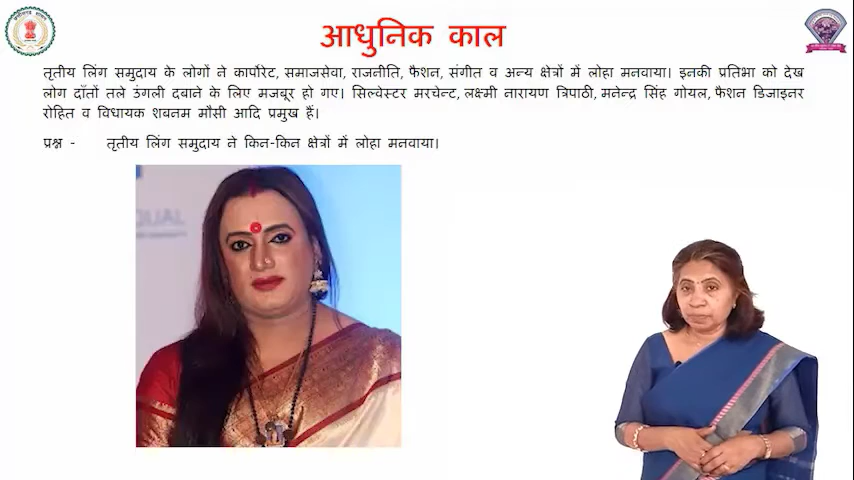 आधुनिक काल
तृतीय लिंग समुदाय के लोगों ने कार्पोरेट, समाजसेवा, राजनीति, फैशन, संगीत व अन्य क्षेत्रों में लोहा मनवाया। इनकी प्रतिभा को देख
लोग दाँतों तले उंगली दबाने के लिए मजबूर हो गए। सिल्वेस्टर मरचेन्ट, लक्ष्मी नारायण त्रिपाठी, मनेन्द्र सिंह गोयल, फैशन डिजाइनर
रोहित व विधायक शबनम मौसी आदि प्रमुख हैं।
प्रश्न - तृतीय लिंग समुदाय ने किन-किन क्षेत्रों में लोहा मनवाया।
QUAL